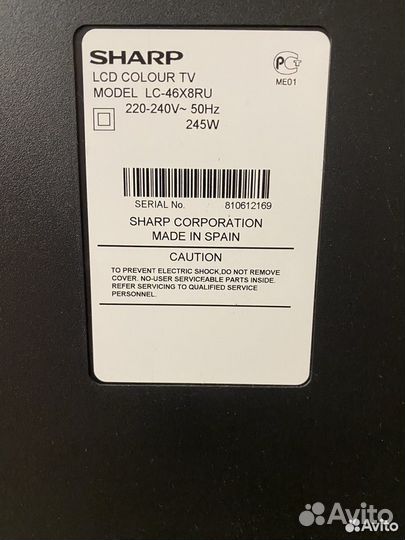 SHARP
LCD COLOUR TV
MODEL LC-46X8RU
220-240V~ 50Hz
245W
РСТ
ME01
SERIAL No. 810612169
SHARP CORPORATION
MADE IN SPAIN
CAUTION
TO PREVENT ELECTRIC SHOCK,DO NOT REMOVE
COVER. NO-USER SERVICEABLE PARTS INSIDE.
REFER SERVICING TO QUALIFIED SERVICE
PERSONNEL.
Avito